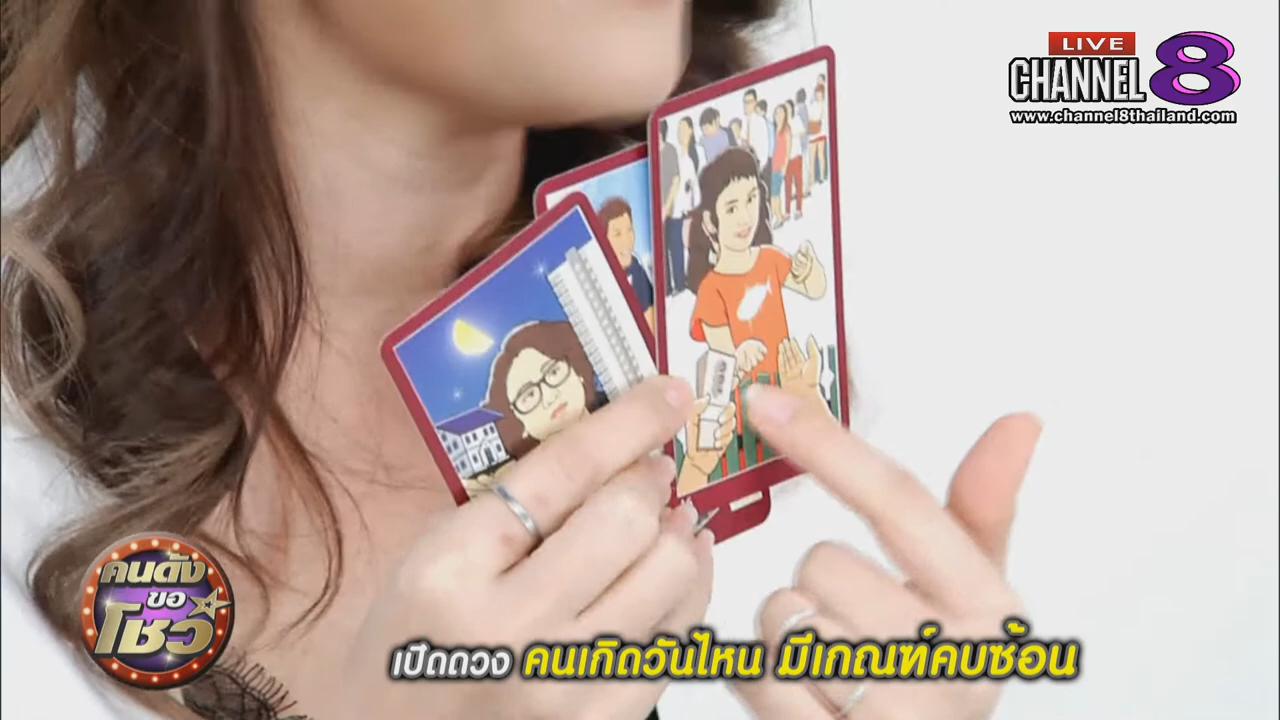 LIVE
CHANNEL 8
www.channel8thailand.com
คนดัง
ขอ
โชว์
เปิดดวง คนเกิดวันไหน มีเกณฑ์คบซ้อน